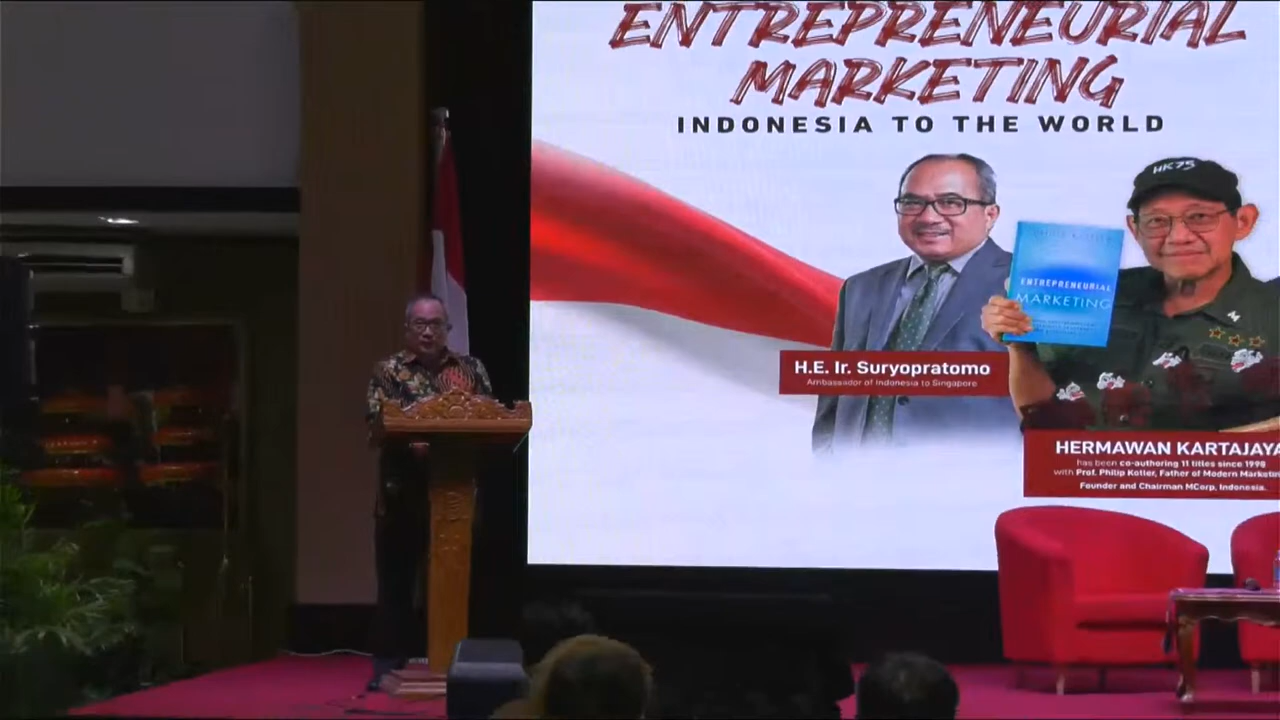 ENTREPRENEURIAL
MARKETING
INDONESIA TO THE WORLD
HK75
ENTREPRENEURIAL
MARKETING
H.E. Ir. Suryopratomo
Ambassador of Indonesia to Singapore
HERMAWAN KARTAJAYA
has been co-authoring 11 titles since 1998
with Prof. Philip Kotler, Father of Modern Marketin
Founder and Chairman MCorp, Indonesia.